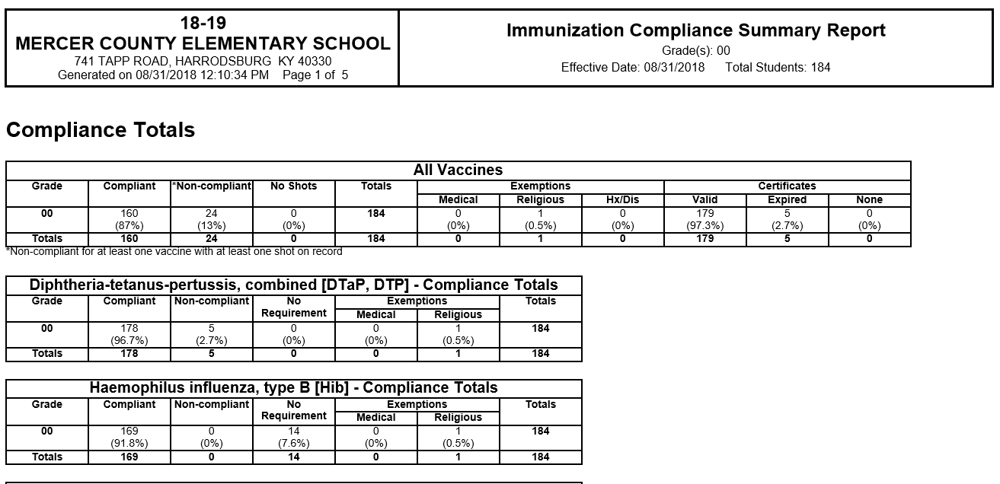 18-19
MERCER COUNTY ELEMENTARY SCHOOL
741 TAPP ROAD, HARRODSBURG KY 40330
Generated on 08/31/2018 12:10:34 PM Page 1 of 5
Immunization Compliance Summary Report
Grade(s): 00
Effective Date: 08/31/2018 Total Students: 184
Compliance Totals
All Vaccines
Grade Compliant *Non-compliant No Shots Totals Exemptions Certificates
Medical Religious Hx/Dis Valid Expired None
00 160 24 0 184 0 1 0 179 5 0
(87%) (13%) (0%) (0%) (0.5%) (0%) (97.3%) (2.7%) (0%)
Totals 160 24 0 184 0 1 0 179 5 0
*Non-compliant for at least one vaccine with at least one shot on record
Diphtheria-tetanus-pertussis, combined [DTaP, DTP] - Compliance Totals
Grade Compliant Non-compliant No Exemptions Totals
Requirement Medical Religious
00 178 5 0 0 1 184
(96.7%) (2.7%) (0%) (0%) (0.5%)
Totals 178 5 0 0 1 184
Haemophilus influenza, type B [Hib] - Compliance Totals
Grade Compliant Non-compliant No Exemptions Totals
Requirement Medical Religious
00 169 0 14 0 1 184
(91.8%) (0%) (7.6%) (0%) (0.5%)
Totals 169 0 14 0 1 184